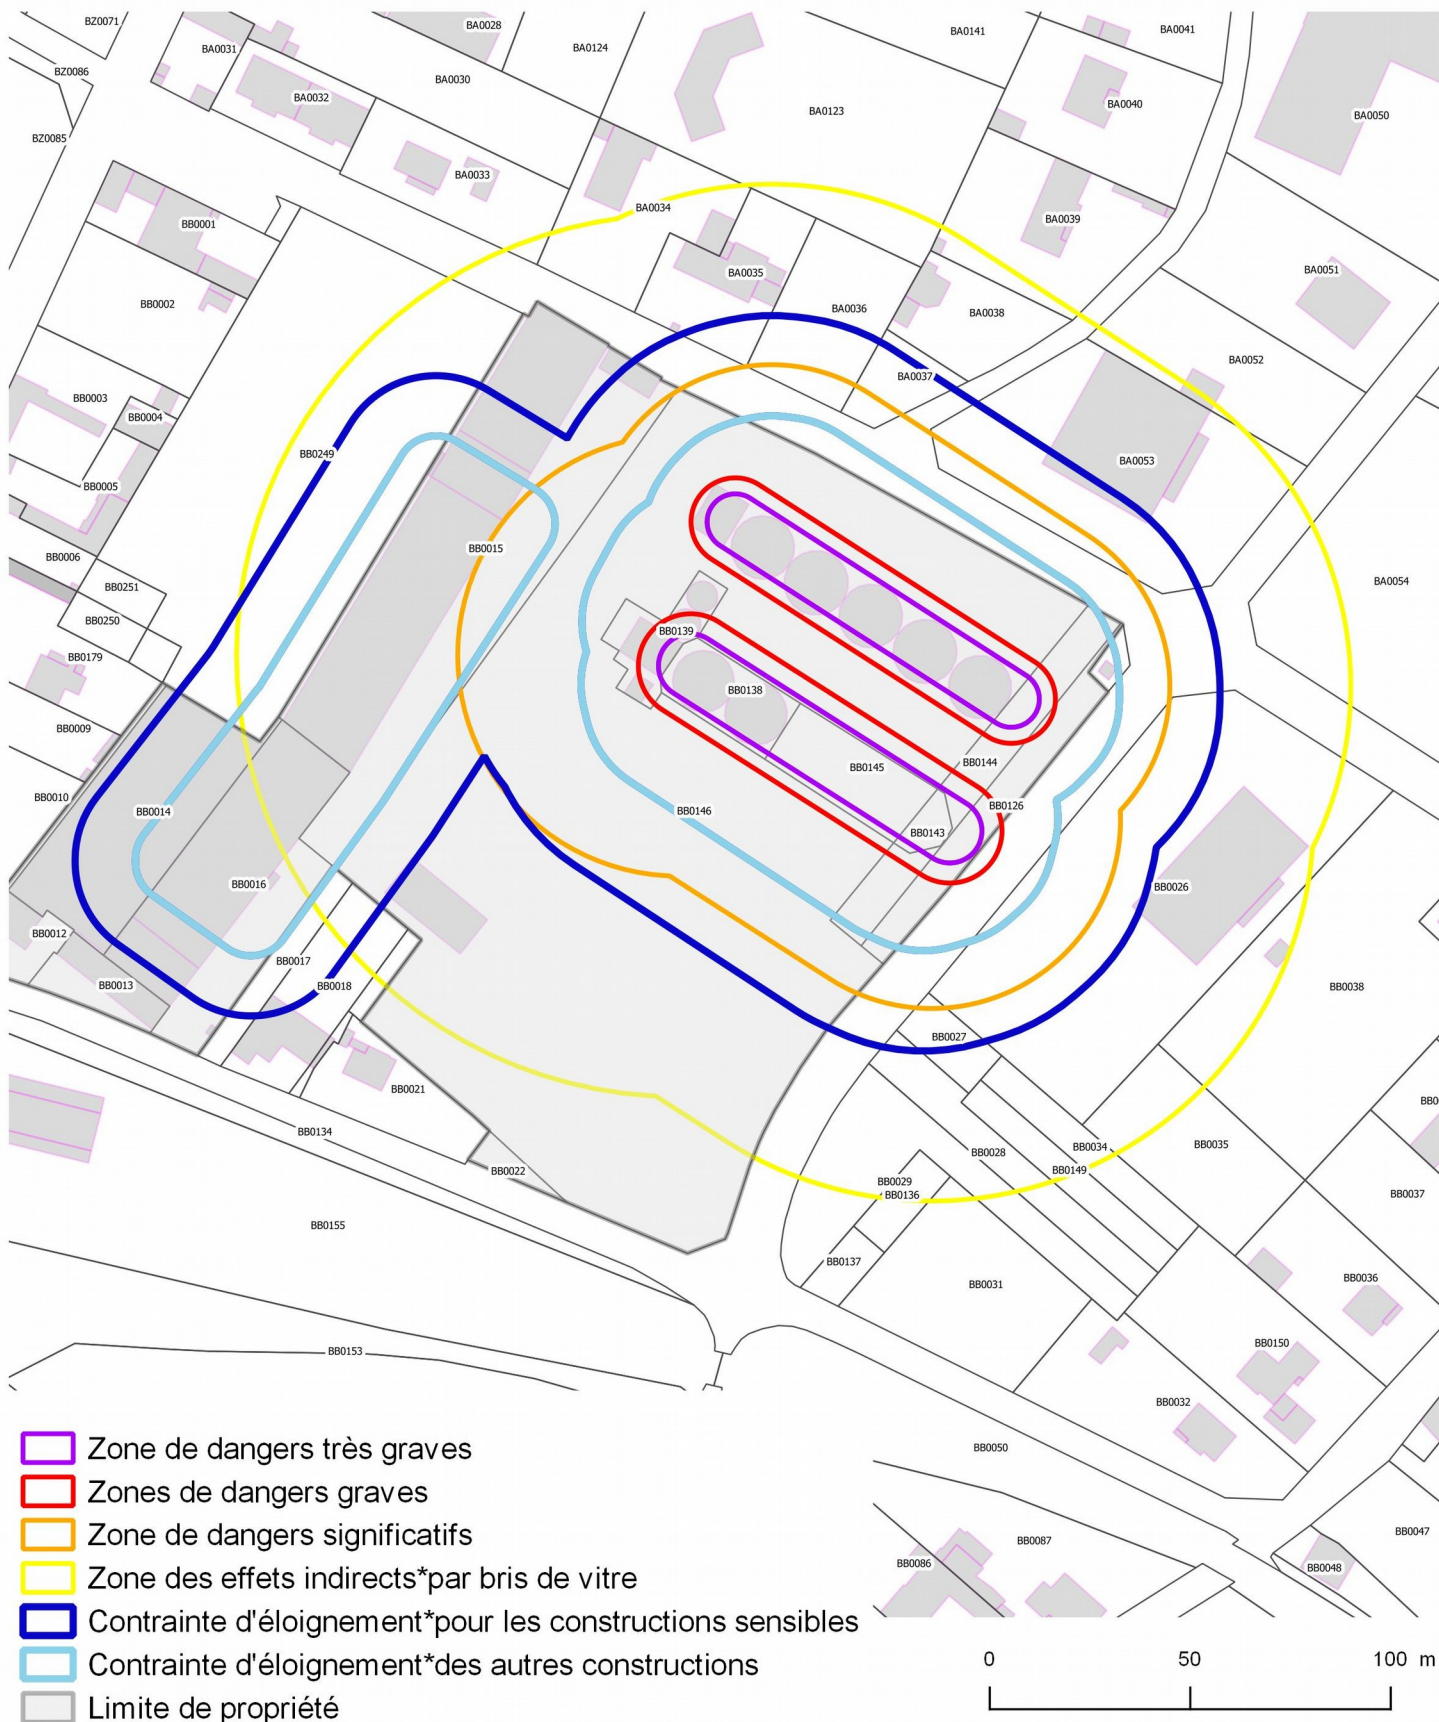 BZ0071
BA0031
BA0028
BA0124
BA0141
BA0041
BZ0086
BA0032
BA0030
BA0123
BA0040
BA0050
BZ0085
BA0033
BA0034
BA0039
BB0001
BA0035
BA0051
BB0002
BA0036
BA0038
BA0052
BA0037
BB0003
BB0004
BB0249
BA0053
BB0005
BB0015
BB0006
BB0251
BA0054
BB0250
BB0139
BB0179
BB0138
BB0009
BB0144
BB0145
BB0010
BB0126
BB0014
BB0146
BB0143
BB0016
BB0026
BB0012
BB0017
BB0013
BB0018
BB0038
BB0027
BB0021
BB00
BB0134
BB0034
BB0035
BB0028
BB0149
BB0022
BB0029
BB0136
BB0037
BB0155
BB0137
BB0031
BB0036
BB0153
BB0150
BB0032
BB0050
BB0047
BB0087
BB0086
BB0048
Zone de dangers très graves
Zones de dangers graves
Zone de dangers significatifs
Zone des effets indirects*par bris de vitre
Contrainte d'éloignement*pour les constructions sensibles
Contrainte d'éloignement*des autres constructions
Limite de propriété
0 50 100 m